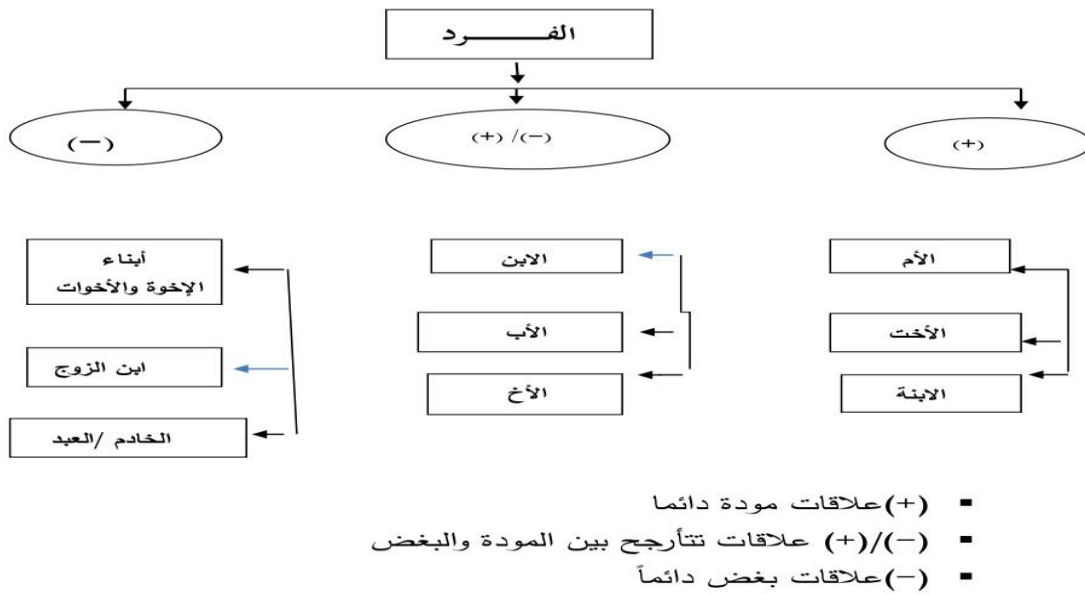 الفـــــــرد
(+)
(+) /(−)
(−)
الأم
الأخت
الابنة
الابن
الأب
الأخ
أبناء
الإخوة والأخوات
ابن الزوج
الخادم /العبد
▪ (+)علاقات مودة دائما
▪ (−)/(+) علاقات تتأرجح بين المودة والبغض
▪ (−)علاقات بغض دائماً